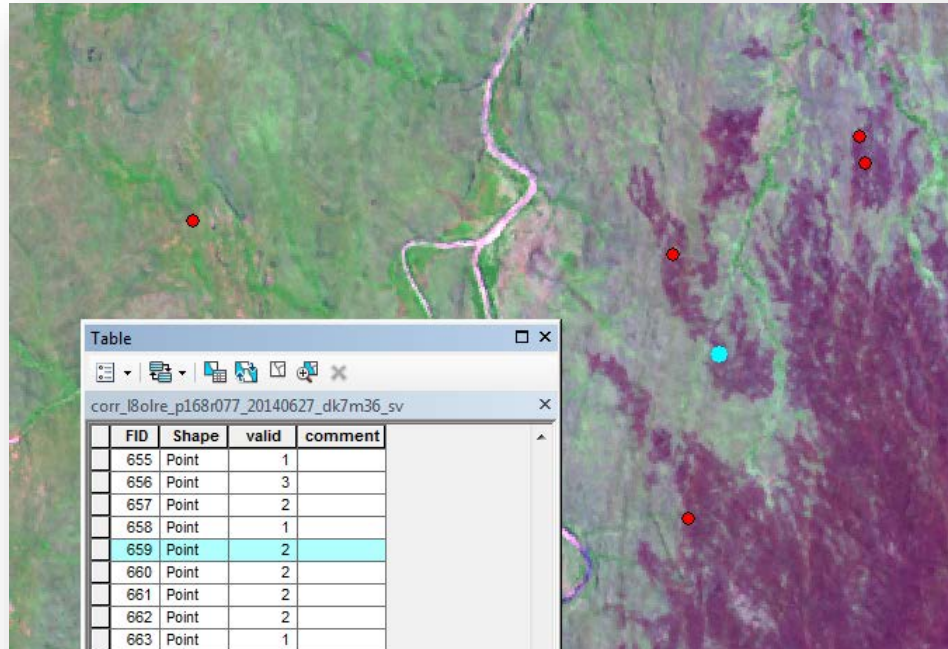 Table
corr_l8olre_p168r077_20140627_dk7m36_sv
FID Shape valid comment
655 Point 1
656 Point 3
657 Point 2
658 Point 1
659 Point 2
660 Point 2
661 Point 2
662 Point 2
663 Point 1